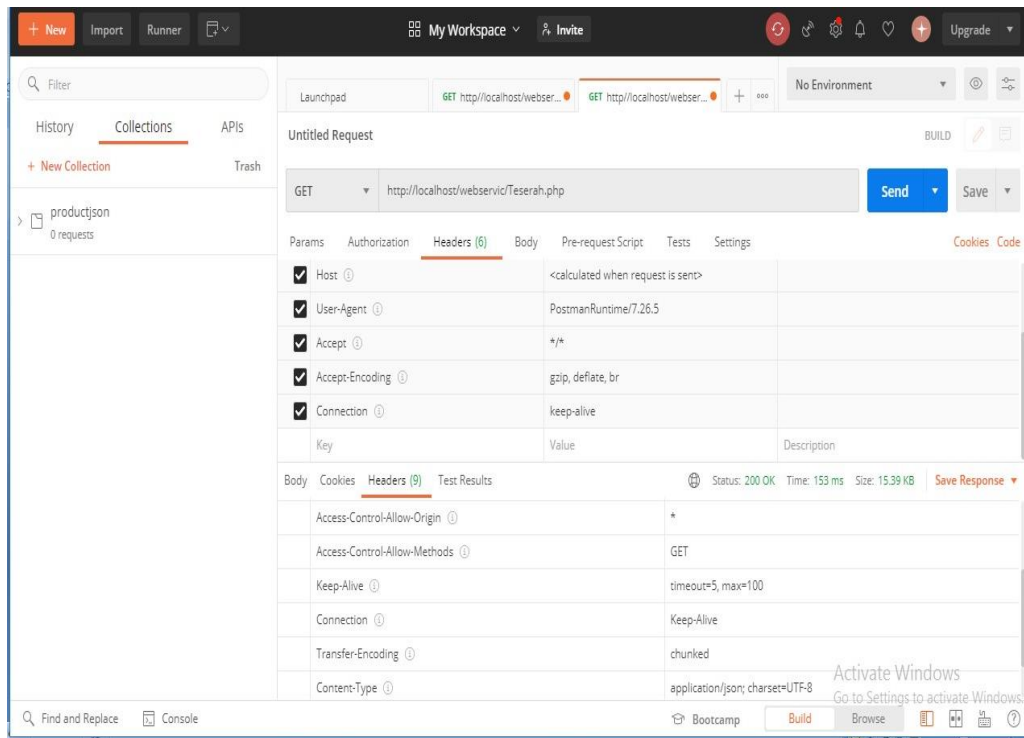 + New Import Runner My Workspace Invite Upgrade
Filter
History Collections APIs
+ New Collection Trash
productjson
0 requests
Launchpad GET http//localhost/webser... GET http//localhost/webser... + ooo No Environment
Untitled Request BUILD
GET http://localhost/webservic/Teserah.php Send Save
Params Authorization Headers (6) Body Pre-request Script Tests Settings Cookies Code
Host <calculated when request is sent>
User-Agent PostmanRuntime/7.26.5
Accept */*
Accept-Encoding gzip, deflate, br
Connection keep-alive
Key Value Description
Body Cookies Headers (9) Test Results Status: 200 OK Time: 153 ms Size: 15.39 KB Save Response
Access-Control-Allow-Origin *
Access-Control-Allow-Methods GET
Keep-Alive timeout=5, max=100
Connection Keep-Alive
Transfer-Encoding chunked
Content-Type application/json; charset=UTF-8
Activate Windows
Go to Settings to activate Windows.
Find and Replace Console Bootcamp Build Browse